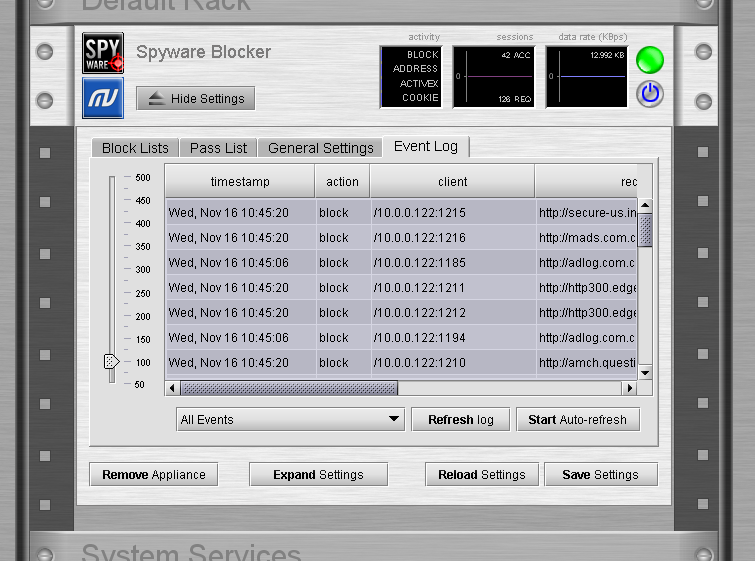 Default Rack
SPY
WARE
Spyware Blocker
Hide Settings
activity
BLOCK
ADDRESS
ACTIVEX
COOKIE
sessions
42 ACC
0
126 REQ
data rate (KBps)
12.992 KB
0
Block Lists Pass List General Settings Event Log
500
450
400
350
300
250
200
150
100
50
timestamp action client rec
Wed, Nov 16 10:45:20 block /10.0.0.122:1215 http://secure-us.in
Wed, Nov 16 10:45:20 block /10.0.0.122:1216 http://mads.com.c
Wed, Nov 16 10:45:06 block /10.0.0.122:1185 http://adlog.com.c
Wed, Nov 16 10:45:20 block /10.0.0.122:1211 http://http300.edge
Wed, Nov 16 10:45:20 block /10.0.0.122:1212 http://http300.edge
Wed, Nov 16 10:45:06 block /10.0.0.122:1194 http://adlog.com.c
Wed, Nov 16 10:45:20 block /10.0.0.122:1210 http://amch.questi
All Events Refresh log Start Auto-refresh
Remove Appliance Expand Settings Reload Settings Save Settings
System Services